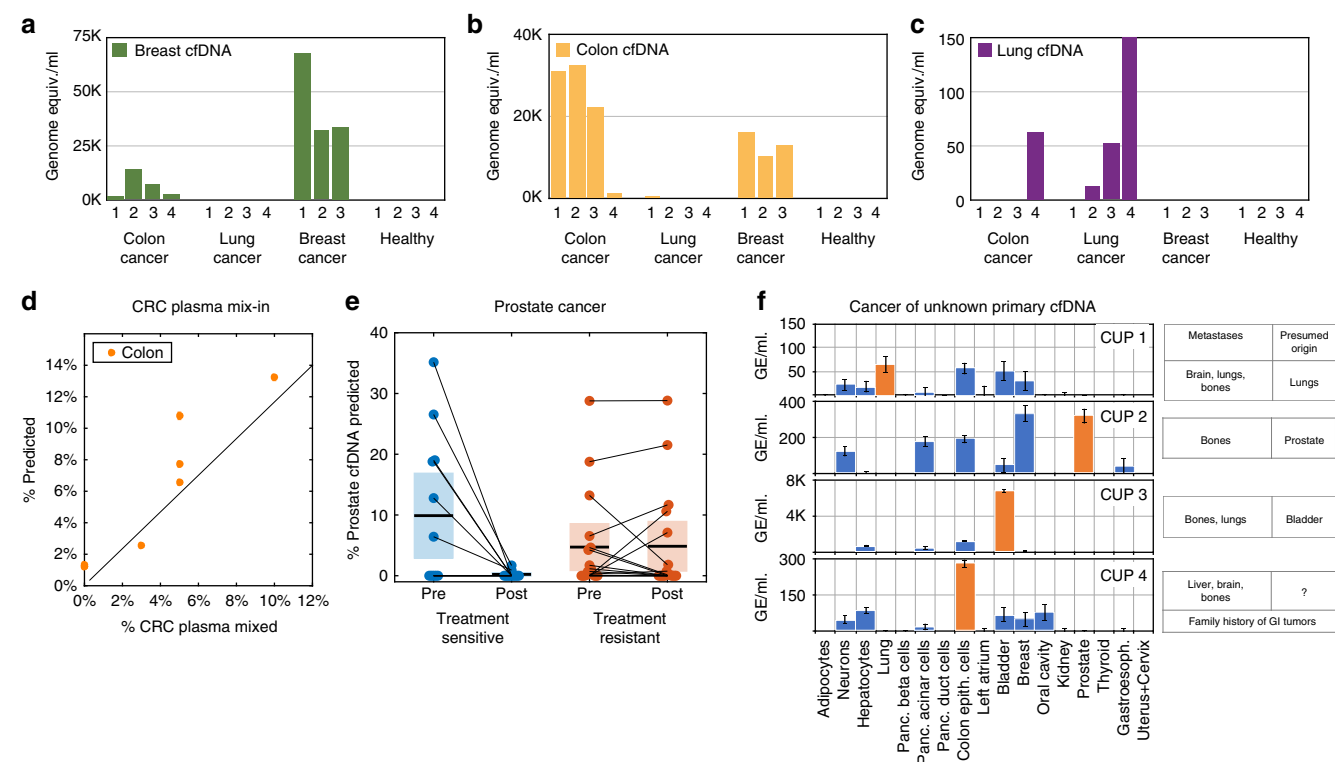 a
75K
50K
25K
0K
Genome equiv./ml
Breast cfDNA
1 2 3 4 1 2 3 4 1 2 3 1 2 3 4
Colon cancer
Lung cancer
Breast cancer
Healthy
b
40K
20K
0K
Genome equiv./ml
Colon cfDNA
1 2 3 4 1 2 3 4 1 2 3 1 2 3 4
Colon cancer
Lung cancer
Breast cancer
Healthy
c
150
100
50
0
Genome equiv./ml
Lung cfDNA
1 2 3 4 1 2 3 4 1 2 3 1 2 3 4
Colon cancer
Lung cancer
Breast cancer
Healthy
d
CRC plasma mix-in
Colon
14%
12%
10%
8%
6%
4%
2%
0%
% Predicted
0% 2% 4% 6% 8% 10% 12%
% CRC plasma mixed
e
Prostate cancer
40
30
20
10
0
% Prostate cfDNA predicted
Pre Post Pre Post
Treatment sensitive
Treatment resistant
f
Cancer of unknown primary cfDNA
150
100
50
GE/ml.
CUP 1
400
200
GE/ml.
CUP 2
8K
4K
GE/ml.
CUP 3
300
150
GE/ml.
CUP 4
Adipocytes
Neurons
Hepatocytes
Lung
Panc. beta cells
Panc. acinar cells
Panc. duct cells
Colon epith. cells
Left atrium
Bladder
Breast
Oral cavity
Kidney
Prostate
Thyroid
Gastroesoph.
Uterus+Cervix
Metastases
Presumed origin
Brain, lungs, bones
Lungs
Bones
Prostate
Bones, lungs
Bladder
Liver, brain, bones
?
Family history of GI tumors